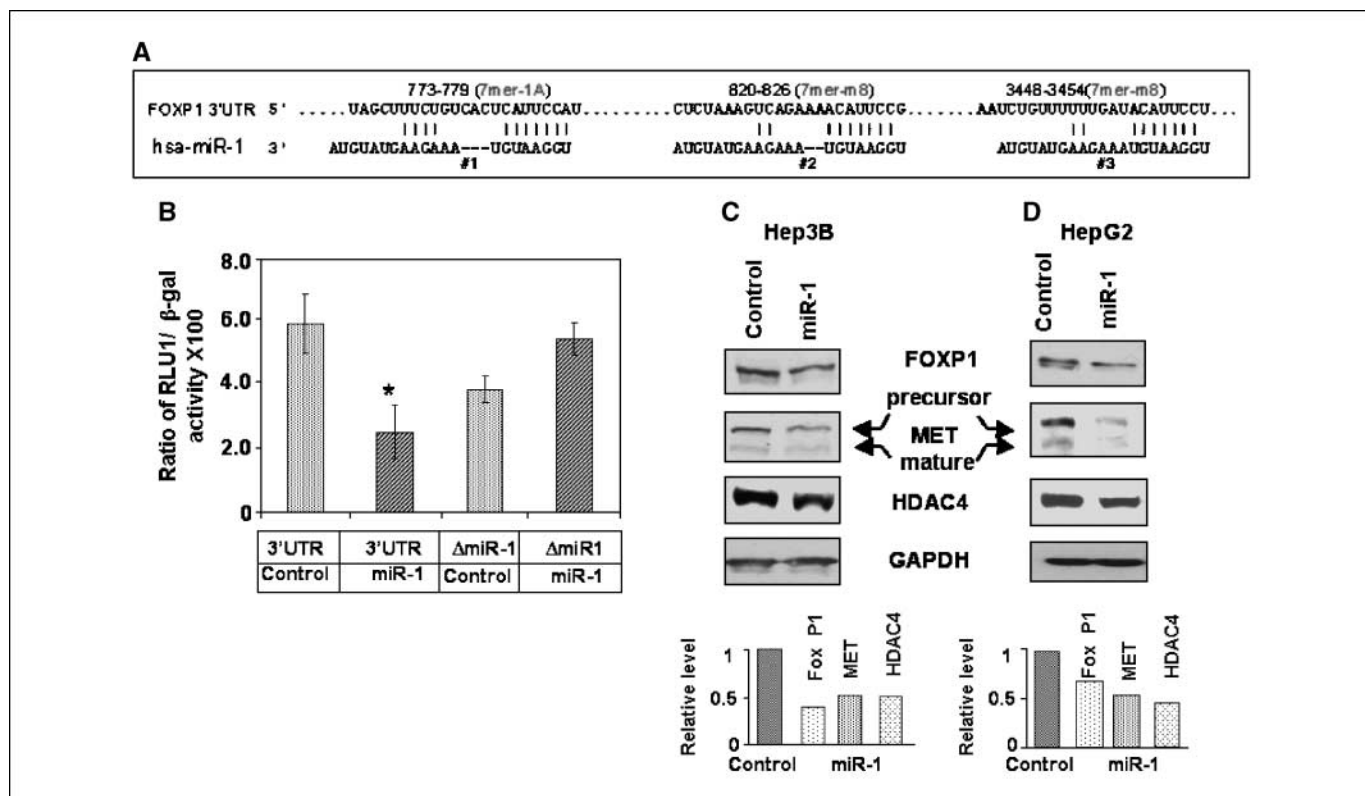 A
773-779 (7mer-1A) 820-826 (7mer-m8) 3448-3454(7mer-m8)
FOXP1 3'UTR 5' ......UAGCUUUCUGUCACUCAUUCCAU.............CUCUAAAGUCAGAAAACAUUCCG..........AAUCUGUUUUUUGAUACAUUCCU...
hsa-miR-1 3' AUGUAUGAAGAAA----UGUAAGGU AUGUAUGAAGAAA--UGUAAGGU AUGUAUGAAGAAAUGUAAGGU
#1 #2 #3
B
Ratio of RLU1/ β-gal
activity X100
8.0
6.0
4.0
2.0
0
*
3'UTR 3'UTR ΔmiR-1 ΔmiR1
Control miR-1 Control miR-1
C D
Hep3B HepG2
Control miR-1 Control miR-1
FOXP1
precursor
MET
mature
HDAC4
GAPDH
Relative level
1
0.5
0
Fox P1 MET HDAC4
Control miR-1
Relative level
1
0.5
0
Fox P1 MET HDAC4
Control miR-1